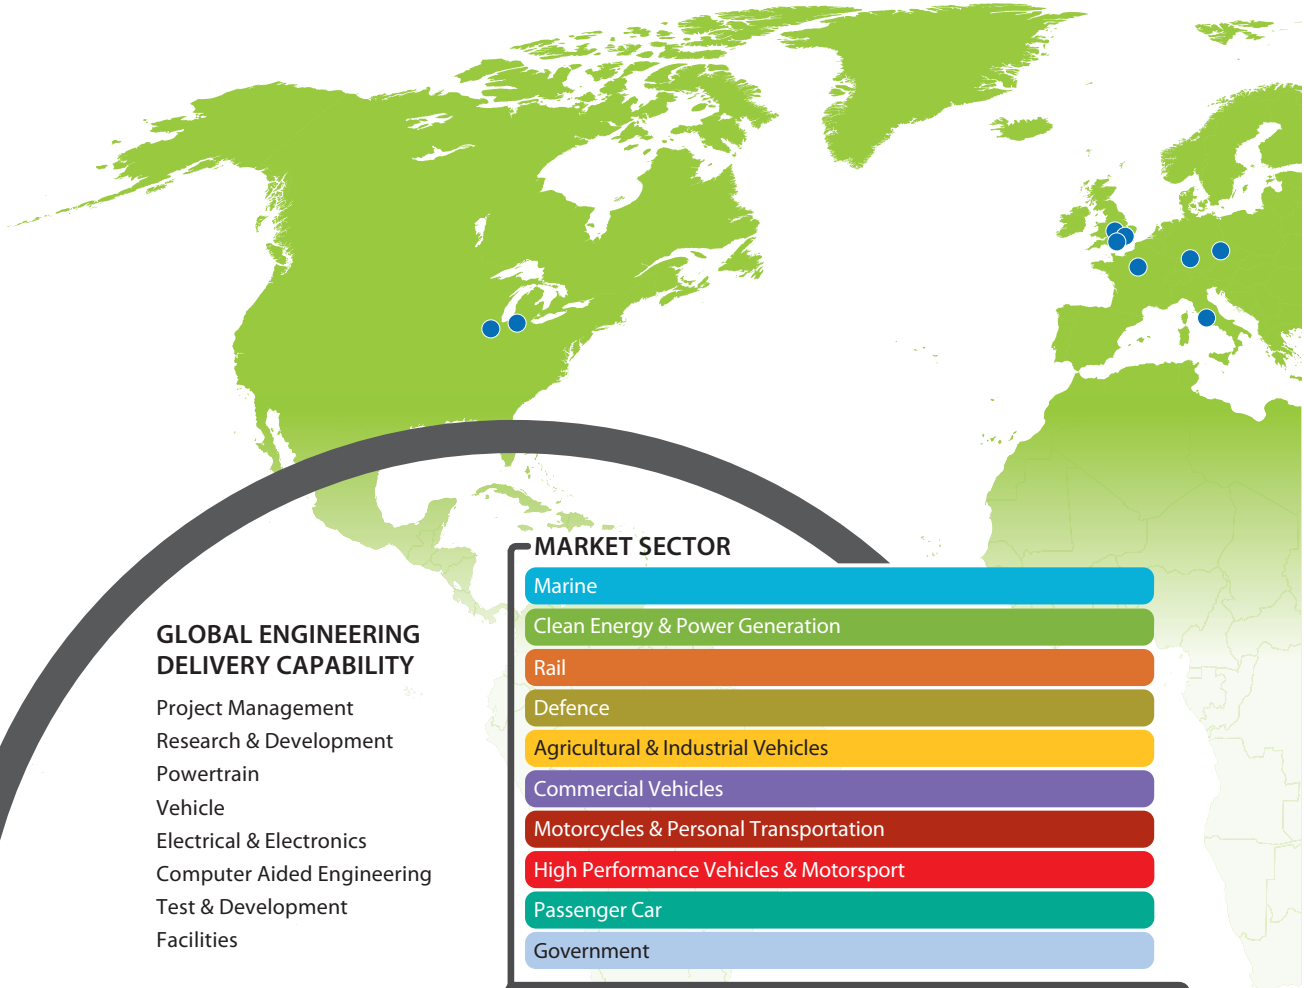 GLOBAL ENGINEERING
DELIVERY CAPABILITY
Project Management
Research & Development
Powertrain
Vehicle
Electrical & Electronics
Computer Aided Engineering
Test & Development
Facilities
MARKET SECTOR
Marine
Clean Energy & Power Generation
Rail
Defence
Agricultural & Industrial Vehicles
Commercial Vehicles
Motorcycles & Personal Transportation
High Performance Vehicles & Motorsport
Passenger Car
Government